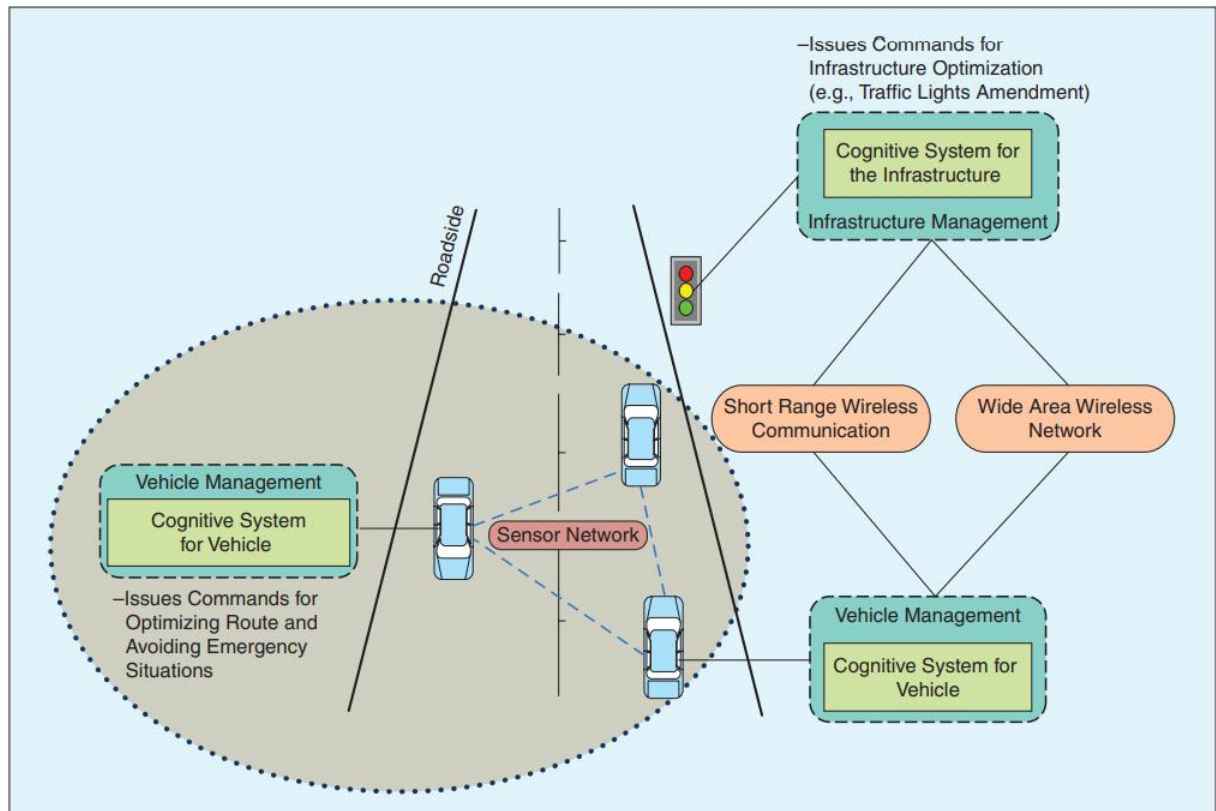 –Issues Commands for
Infrastructure Optimization
(e.g., Traffic Lights Amendment)
Cognitive System for
the Infrastructure
Infrastructure Management
Roadside
Short Range Wireless
Communication
Wide Area Wireless
Network
Vehicle Management
Cognitive System
for Vehicle
Sensor Network
–Issues Commands for
Optimizing Route and
Avoiding Emergency
Situations
Vehicle Management
Cognitive System for
Vehicle